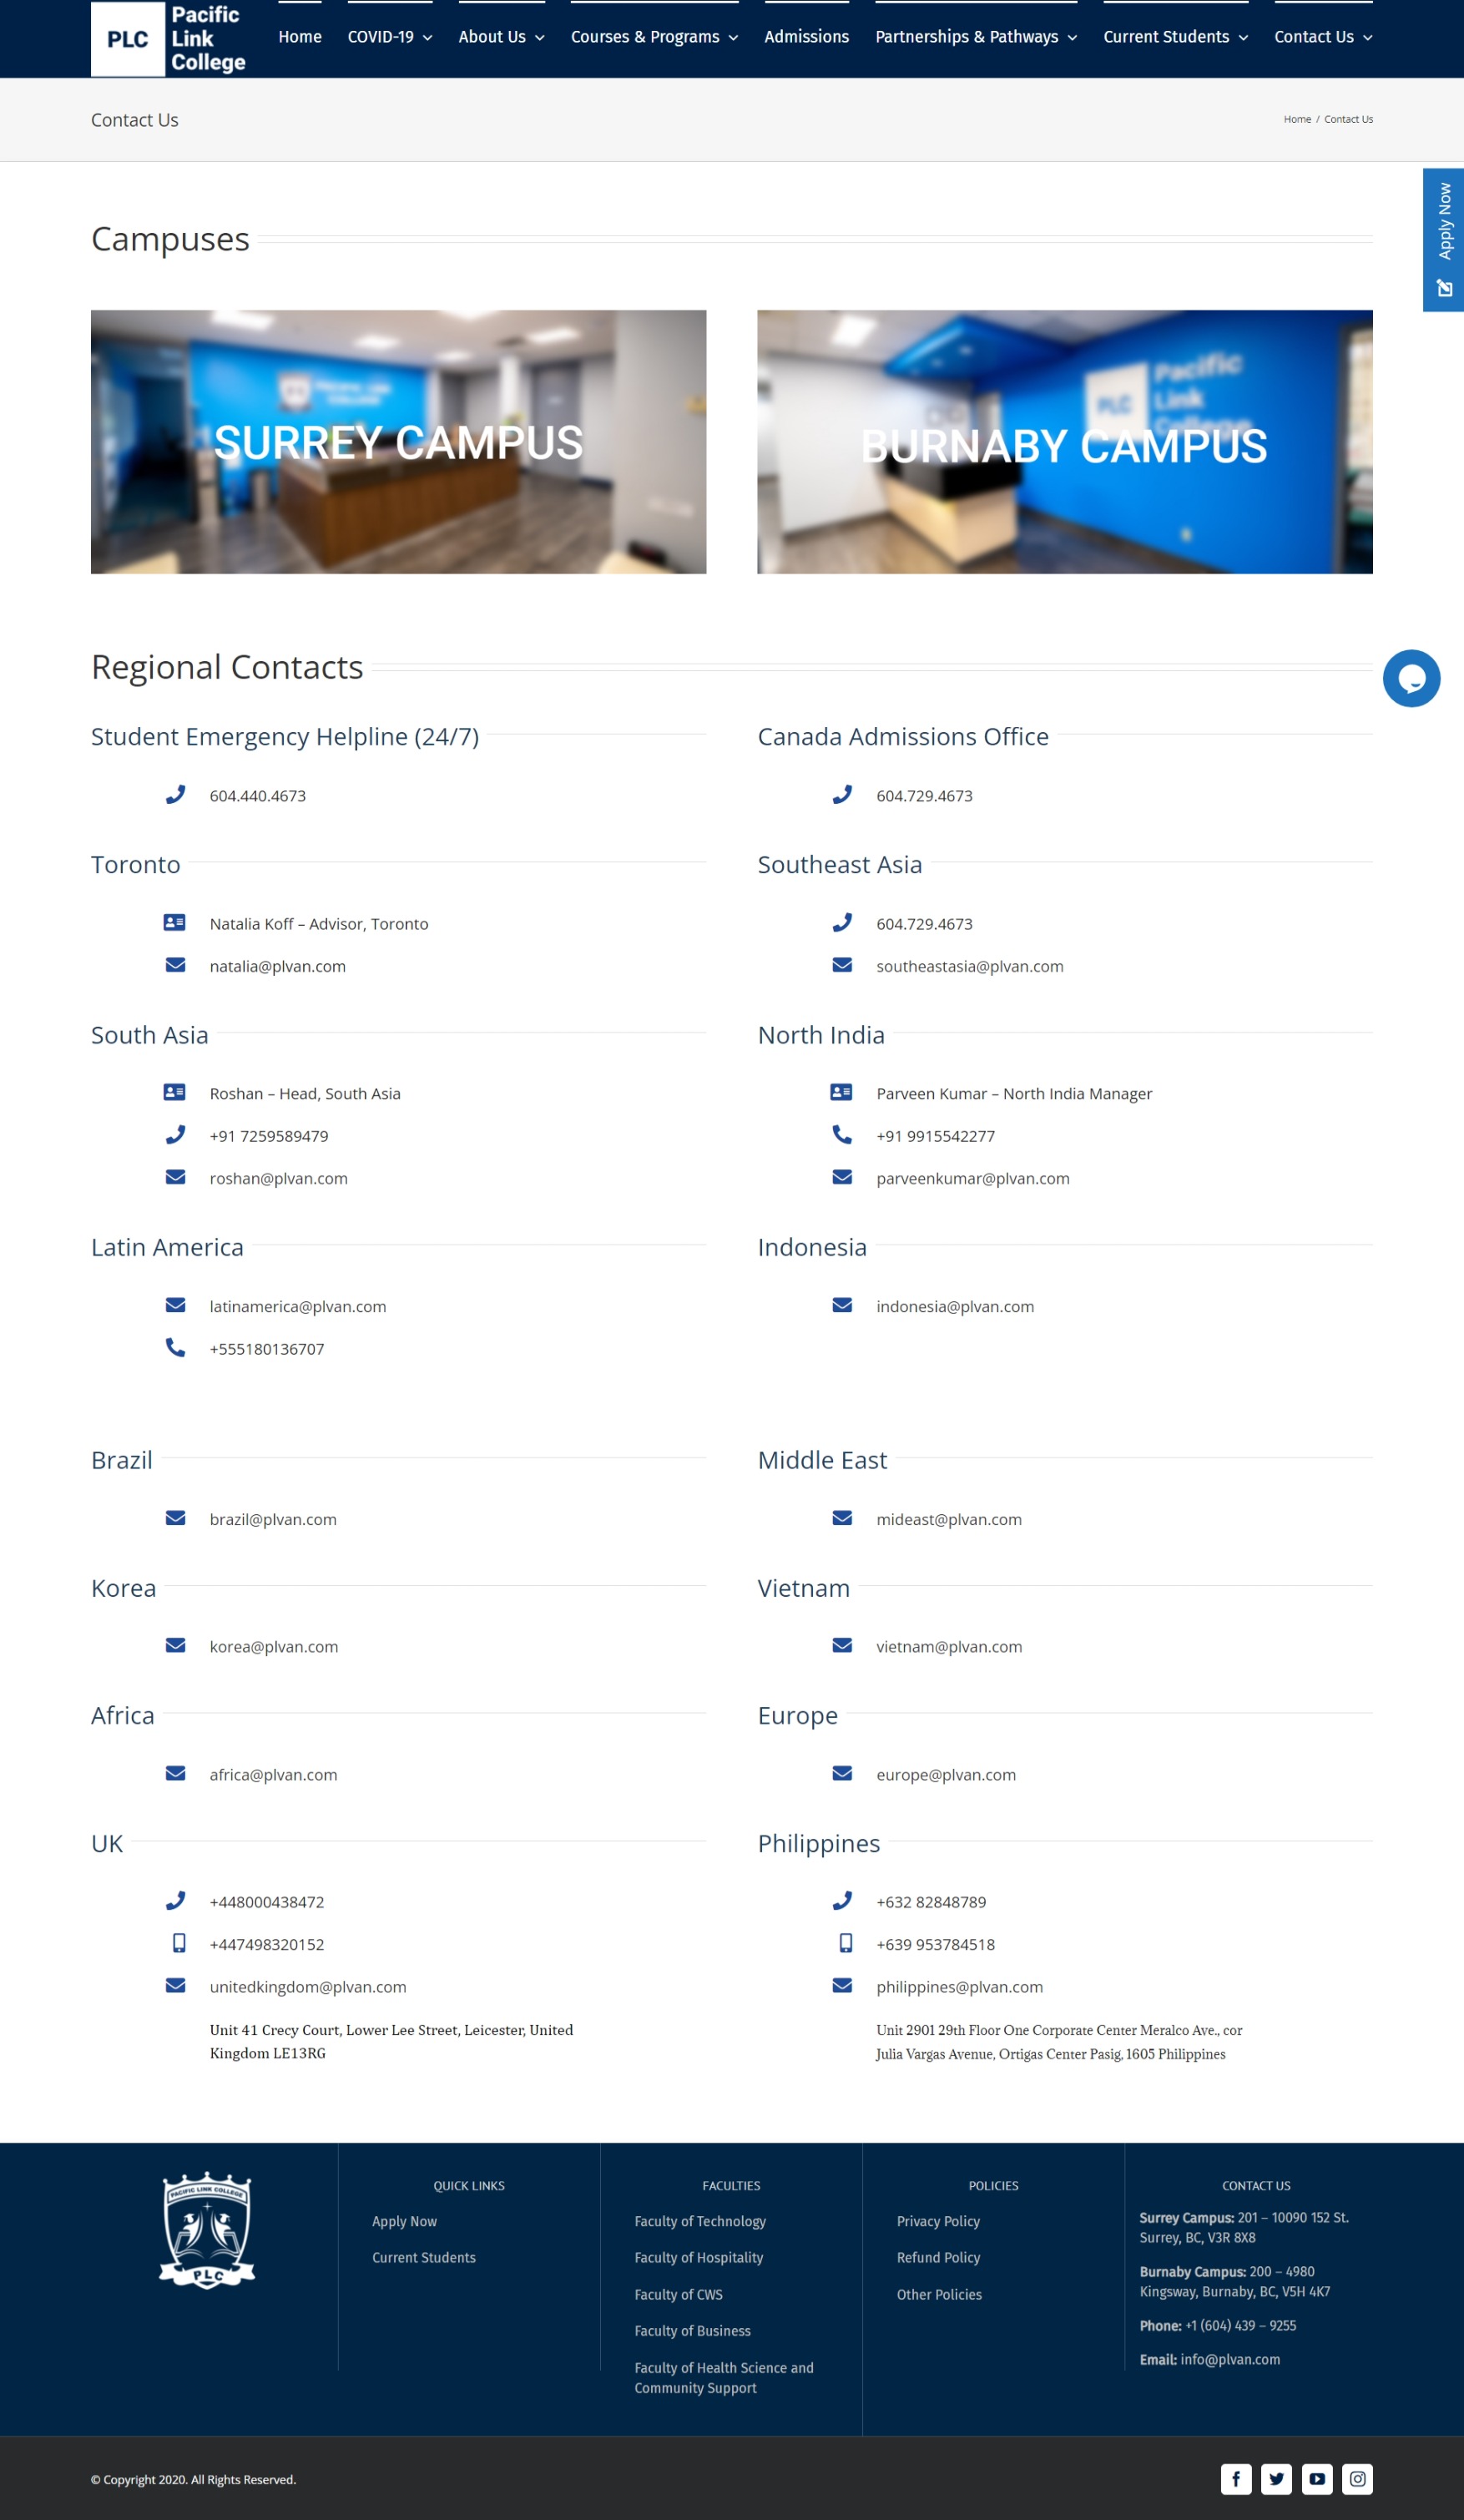 PLC
Pacific
Link
College
Home COVID-19 About Us Courses & Programs Admissions Partnerships & Pathways Current Students Contact Us
Contact Us
Home / Contact Us
Apply Now
Campuses
SURREY CAMPUS
PLC
Pacific
Link
College
BURNABY CAMPUS
Regional Contacts
Student Emergency Helpline (24/7)
604.440.4673
Canada Admissions Office
604.729.4673
Toronto
Natalia Koff – Advisor, Toronto
natalia@plvan.com
Southeast Asia
604.729.4673
southeastasia@plvan.com
South Asia
Roshan – Head, South Asia
+91 7259589479
roshan@plvan.com
North India
Parveen Kumar – North India Manager
+91 9915542277
parveenkumar@plvan.com
Latin America
latinamerica@plvan.com
+555180136707
Indonesia
indonesia@plvan.com
Brazil
brazil@plvan.com
Middle East
mideast@plvan.com
Korea
korea@plvan.com
Vietnam
vietnam@plvan.com
Africa
africa@plvan.com
Europe
europe@plvan.com
UK
+448000438472
+447498320152
unitedkingdom@plvan.com
Unit 41 Crecy Court, Lower Lee Street, Leicester, United
Kingdom LE13RG
Philippines
+632 82848789
+639 953784518
philippines@plvan.com
Unit 2901 29th Floor One Corporate Center Meralco Ave., cor
Julia Vargas Avenue, Ortigas Center Pasig, 1605 Philippines
PACIFIC LINK COLLEGE
PLC
QUICK LINKS
Apply Now
Current Students
FACULTIES
Faculty of Technology
Faculty of Hospitality
Faculty of CWS
Faculty of Business
Faculty of Health Science and
Community Support
POLICIES
Privacy Policy
Refund Policy
Other Policies
CONTACT US
Surrey Campus: 201 – 10090 152 St.
Surrey, BC, V3R 8X8
Burnaby Campus: 200 – 4980
Kingsway, Burnaby, BC, V5H 4K7
Phone: +1 (604) 439 – 9255
Email: info@plvan.com
© Copyright 2020. All Rights Reserved.